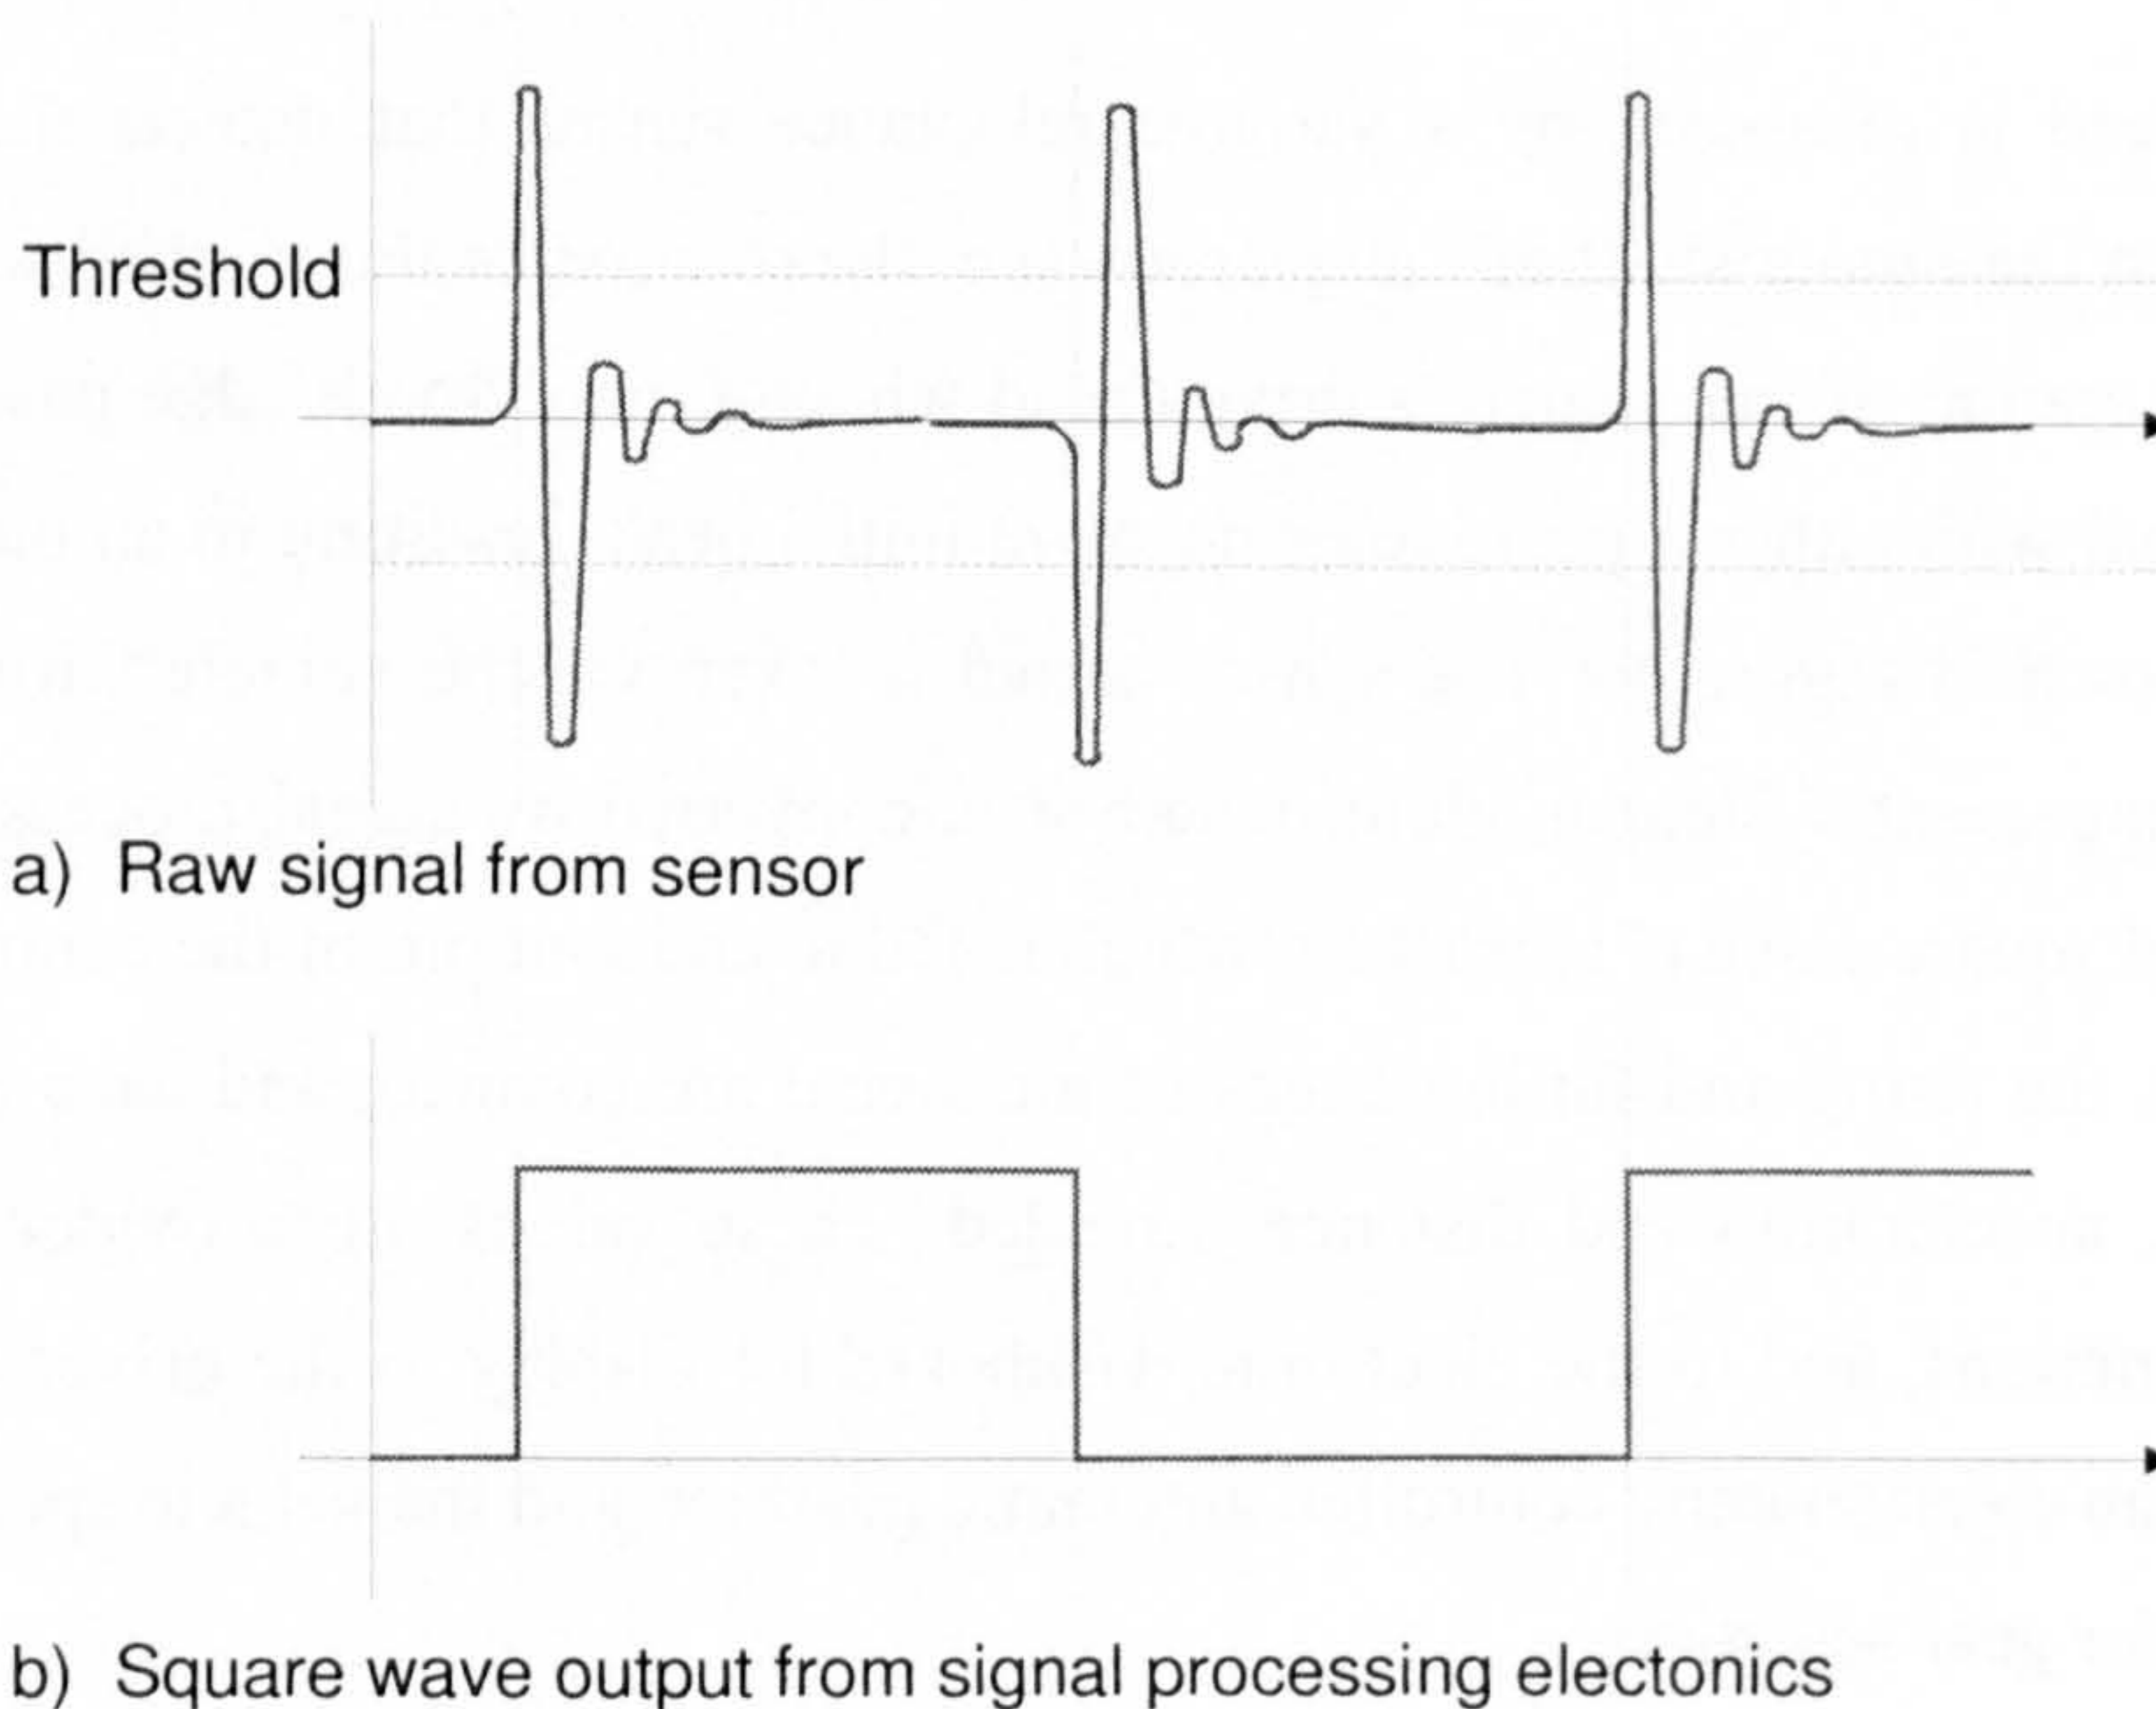 Threshold
a) Raw signal from sensor
b) Square wave output from signal processing electonics